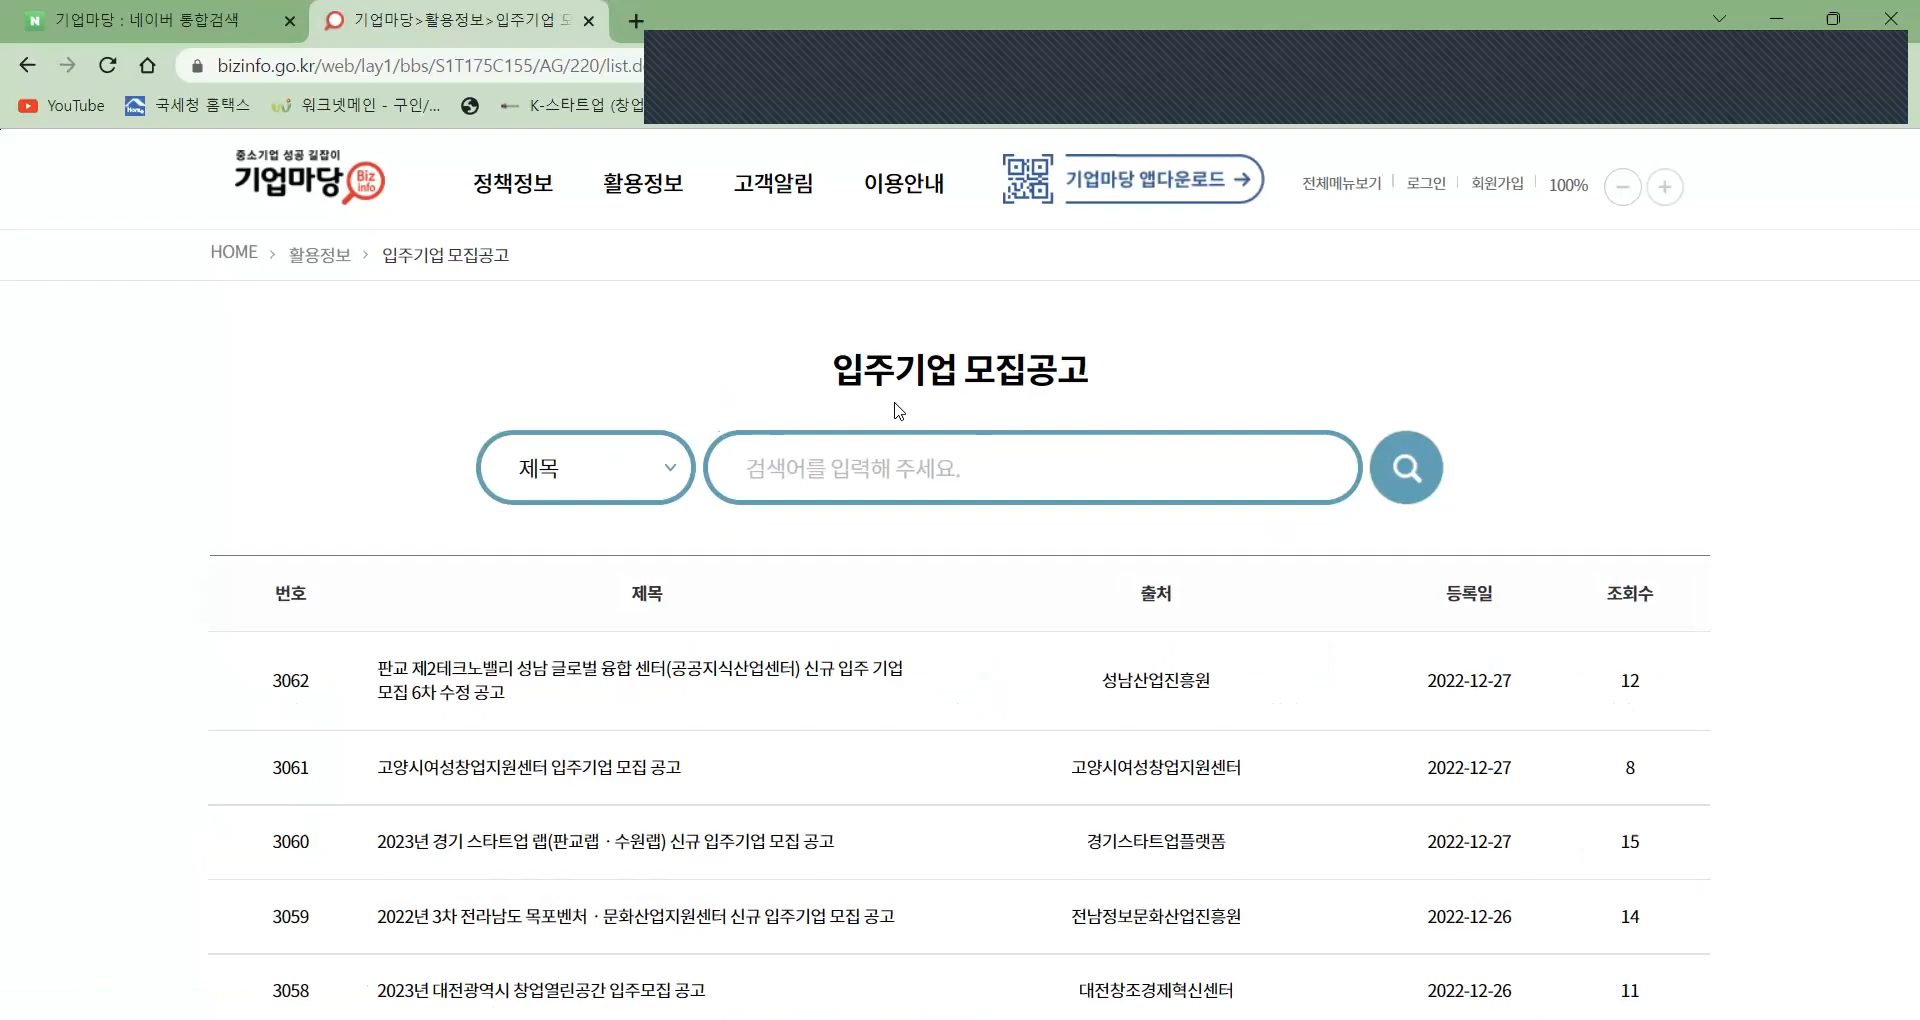 기업마당 : 네이버 통합검색
기업마당>활용정보>입주기업 모
bizinfo.go.kr/web/lay1/bbs/S1T175C155/AG/220/list.d
YouTube 국세청 홈택스 워크넷메인 - 구인/... K-스타트업 (창업
중소기업 성공 길잡이
기업마당 Biz info
정책정보 활용정보 고객알림 이용안내 기업마당 앱다운로드 → 전체메뉴보기 로그인 회원가입 100%
HOME > 활용정보 > 입주기업 모집공고
입주기업 모집공고
제목 검색어를 입력해 주세요.
번호 제목 출처 등록일 조회수
3062 판교 제2테크노밸리 성남 글로벌 융합 센터(공공지식산업센터) 신규 입주 기업
모집 6차 수정 공고 성남산업진흥원 2022-12-27 12
3061 고양시여성창업지원센터 입주기업 모집 공고 고양시여성창업지원센터 2022-12-27 8
3060 2023년 경기 스타트업 랩(판교랩ㆍ수원랩) 신규 입주기업 모집 공고 경기스타트업플랫폼 2022-12-27 15
3059 2022년 3차 전라남도 목포벤처ㆍ문화산업지원센터 신규 입주기업 모집 공고 전남정보문화산업진흥원 2022-12-26 14
3058 2023년 대전광역시 창업열린공간 입주모집 공고 대전창조경제혁신센터 2022-12-26 11